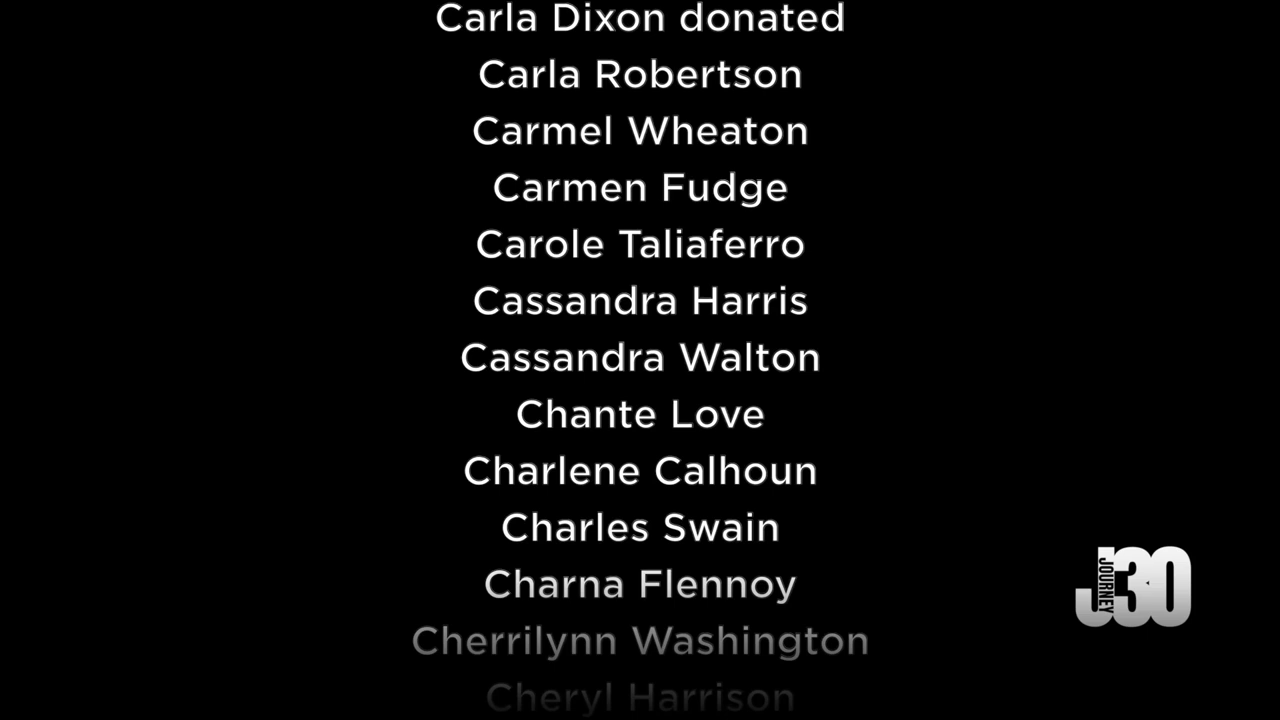 Carla Dixon donated
Carla Robertson
Carmel Wheaton
Carmen Fudge
Carole Taliaferro
Cassandra Harris
Cassandra Walton
Chante Love
Charlene Calhoun
Charles Swain
Charna Flennoy
Cherrilynn Washington
Cheryl Harrison
J30
JOURNEY